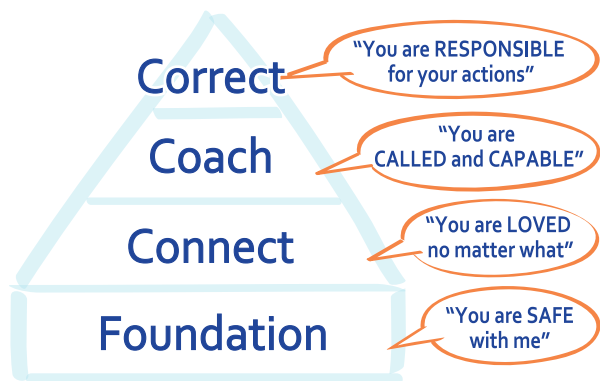 Correct
“You are RESPONSIBLE
for your actions”
Coach
“You are
CALLED and CAPABLE”
Connect
“You are LOVED
no matter what”
Foundation
“You are SAFE
with me”